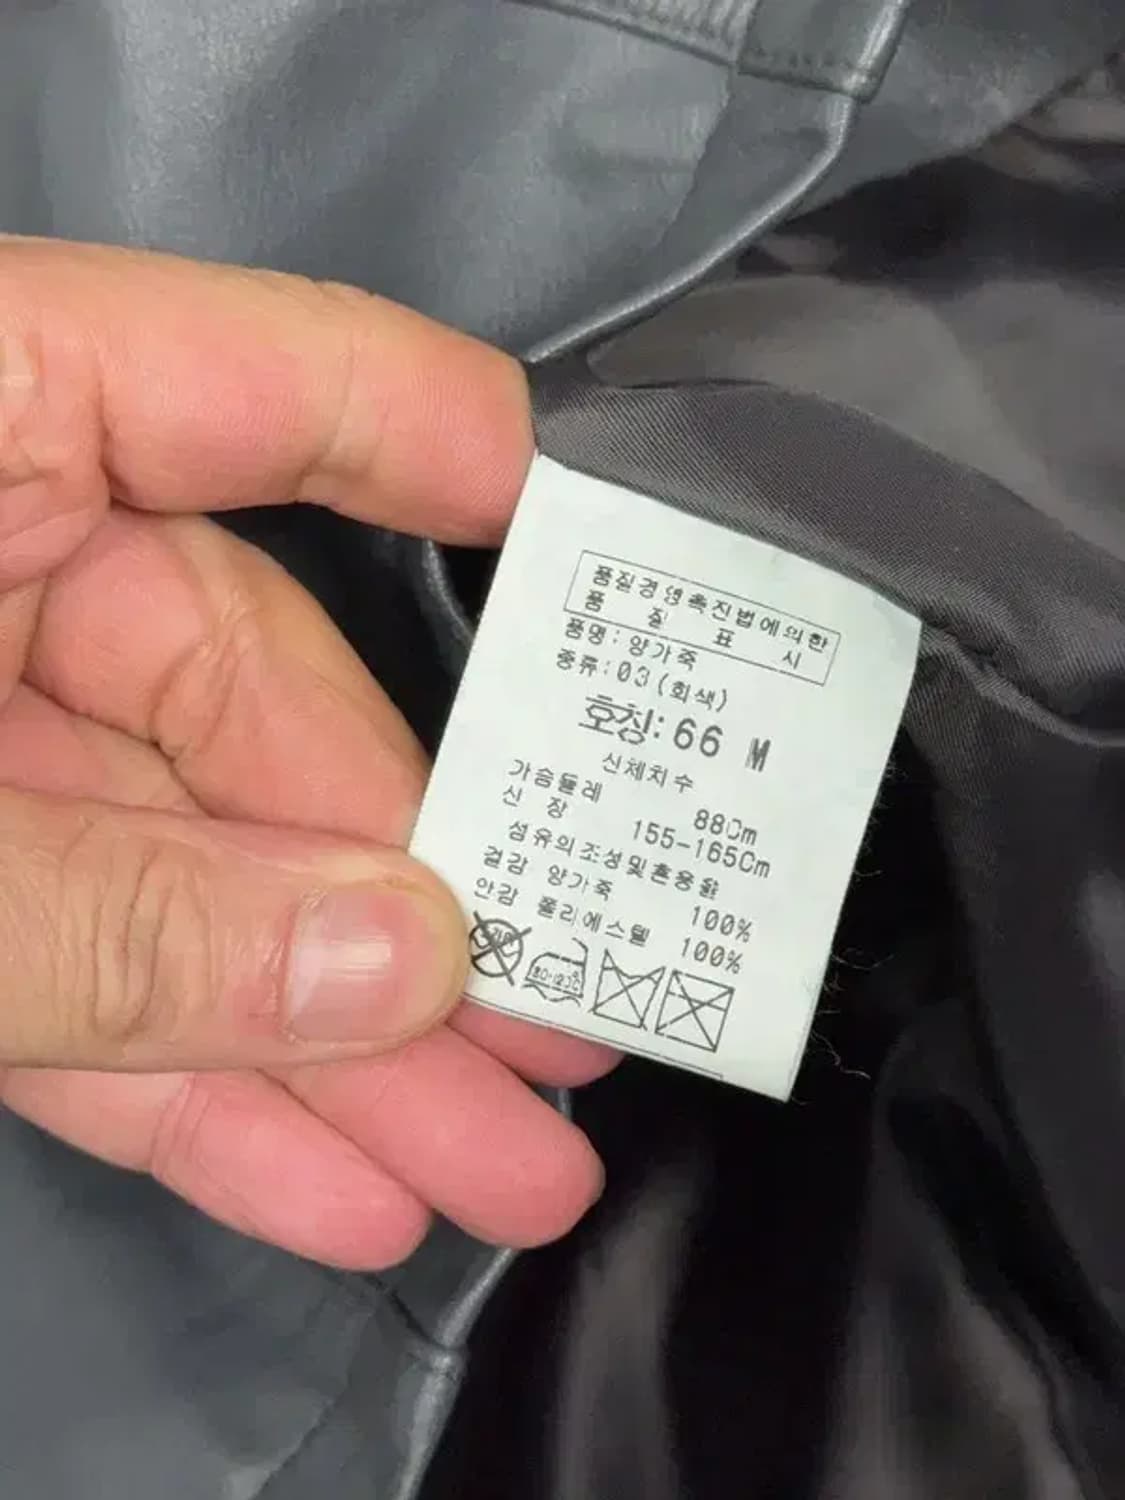 품질경영촉진법에의한
품 질 표 시
품명: 양가죽
종류: 03 (회색)
호칭: 66 M
신체치수
가슴둘레 88Cm
신 장 155-165Cm
섬유의조성및혼용율
겉감 양가죽 100%
안감 폴리에스텔 100%
80-120℃